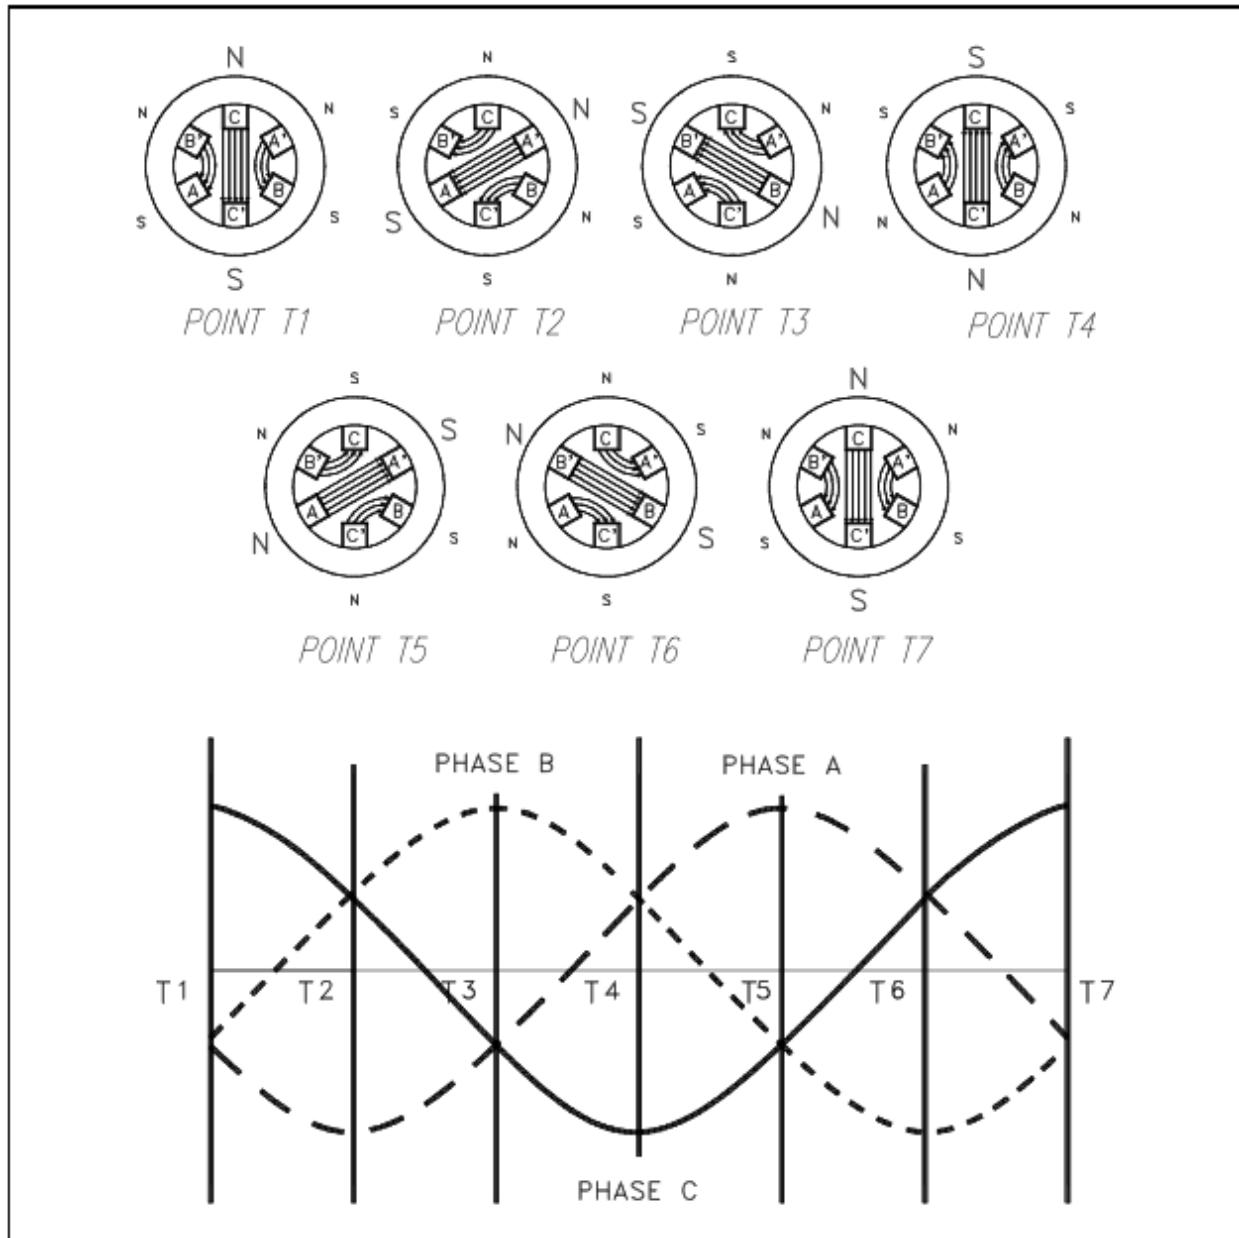 N S
N N N N S N S S
C C C C
B' A' B' A' B' A' B' A'
A B A B A B A B
C' C' C' C'
S S S N S N N N
S S N N
POINT T1 POINT T2 POINT T3 POINT T4
S N N
N S N S N N
C C C
B' A' B' A' B' A'
A B A B A B
C' C' C'
N S N S S S
N S S
POINT T5 POINT T6 POINT T7
PHASE B PHASE A
T1 T2 T3 T4 T5 T6 T7
PHASE C